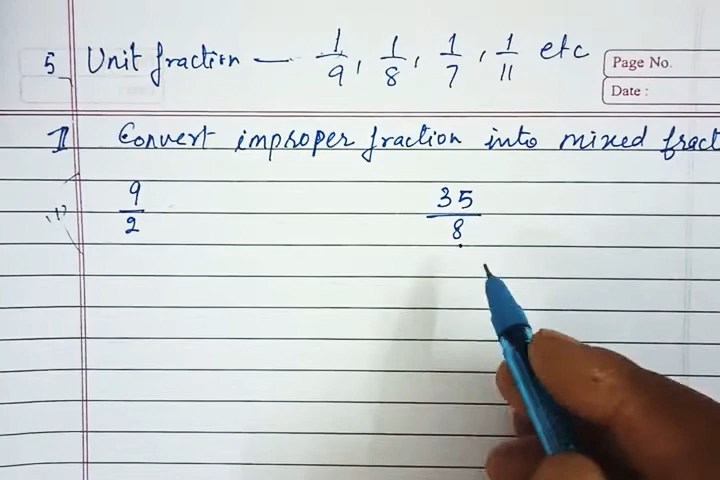 5 Unit fraction — 1/9, 1/8, 1/7, 1/11 etc
Page No.
Date :
I Convert improper fraction into mixed fract
9/2 35/8